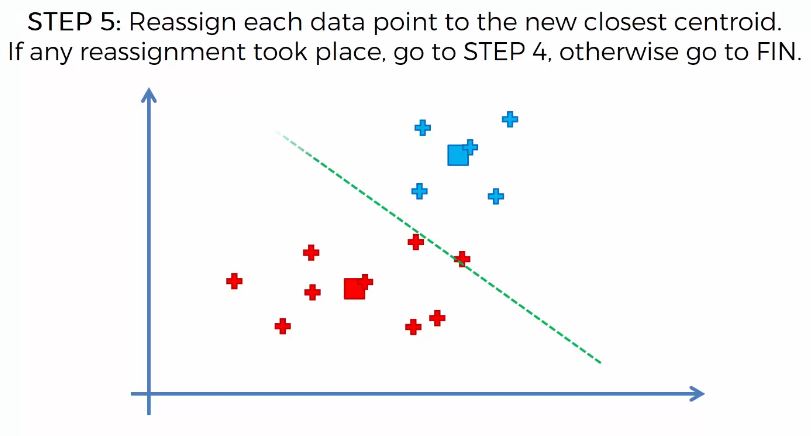 STEP 5: Reassign each data point to the new closest centroid.
If any reassignment took place, go to STEP 4, otherwise go to FIN.